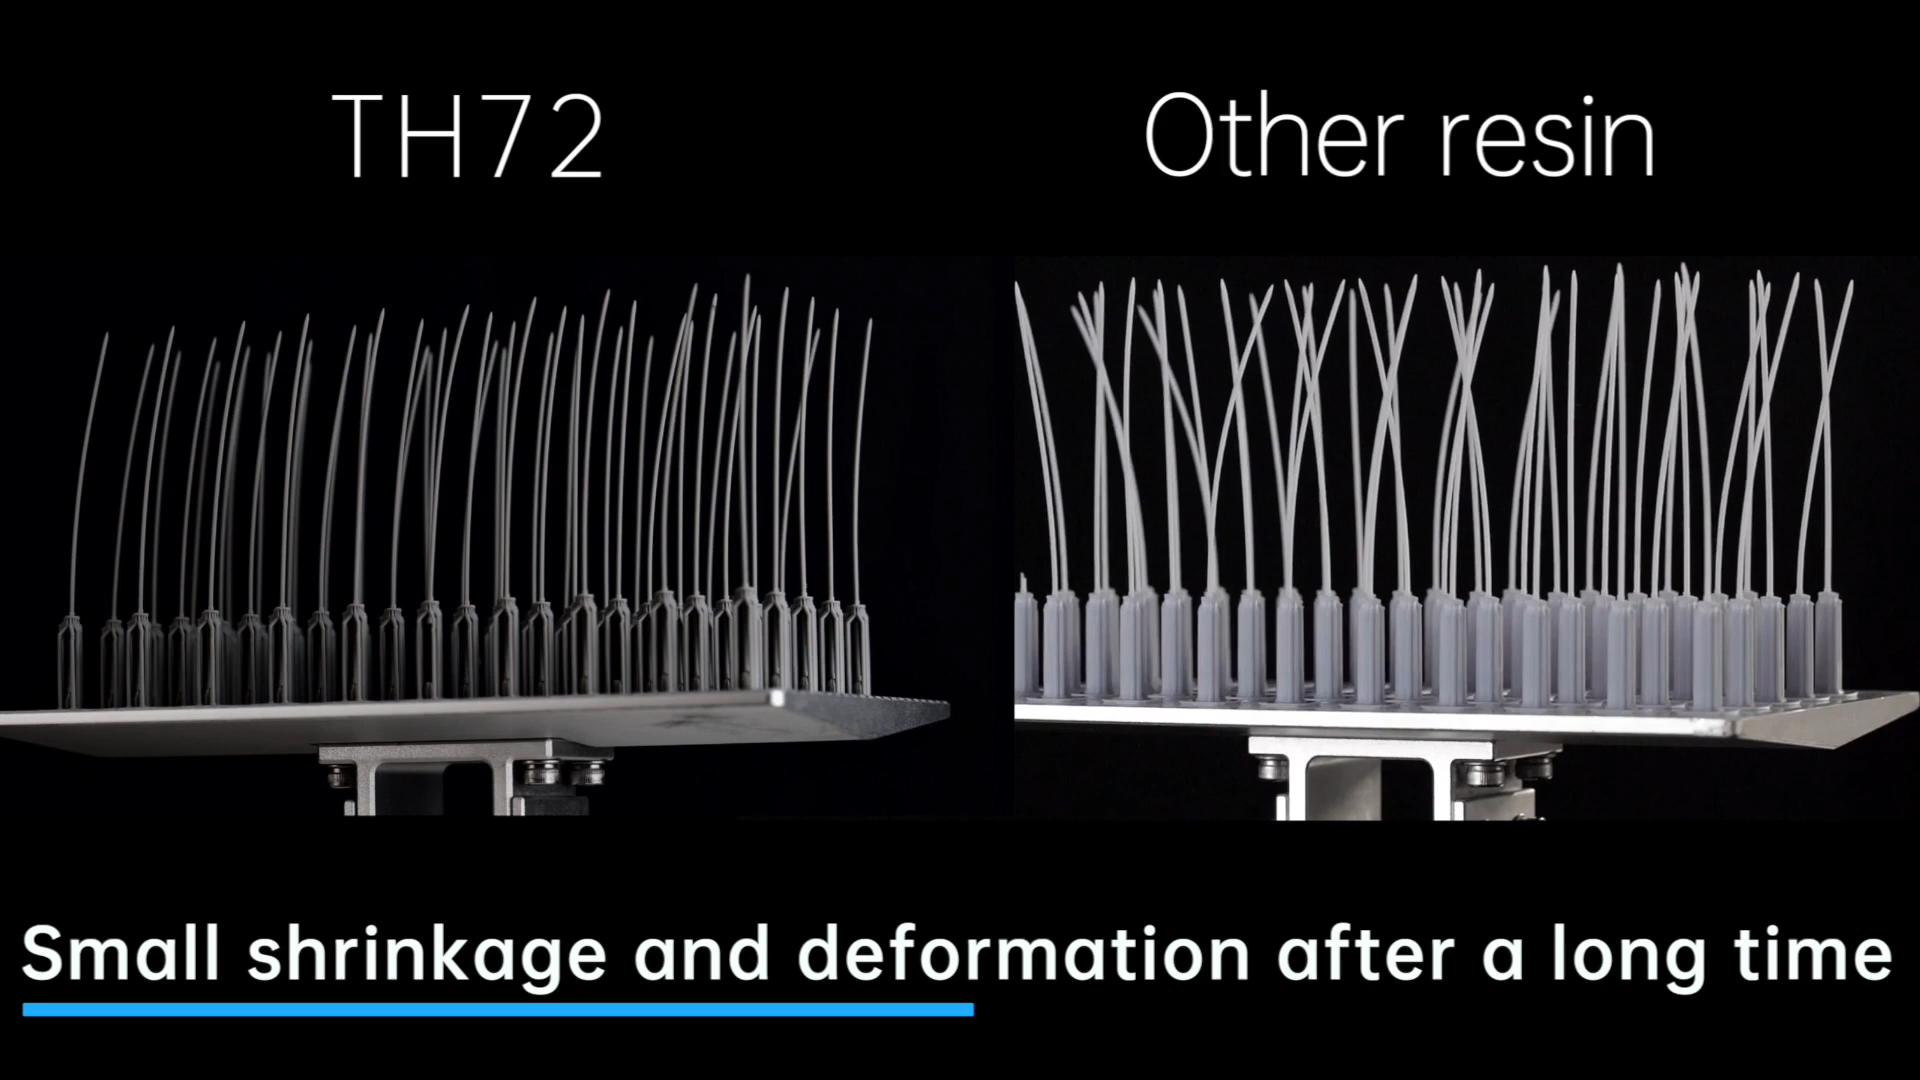 TH72
Other resin
Small shrinkage and deformation after a long time